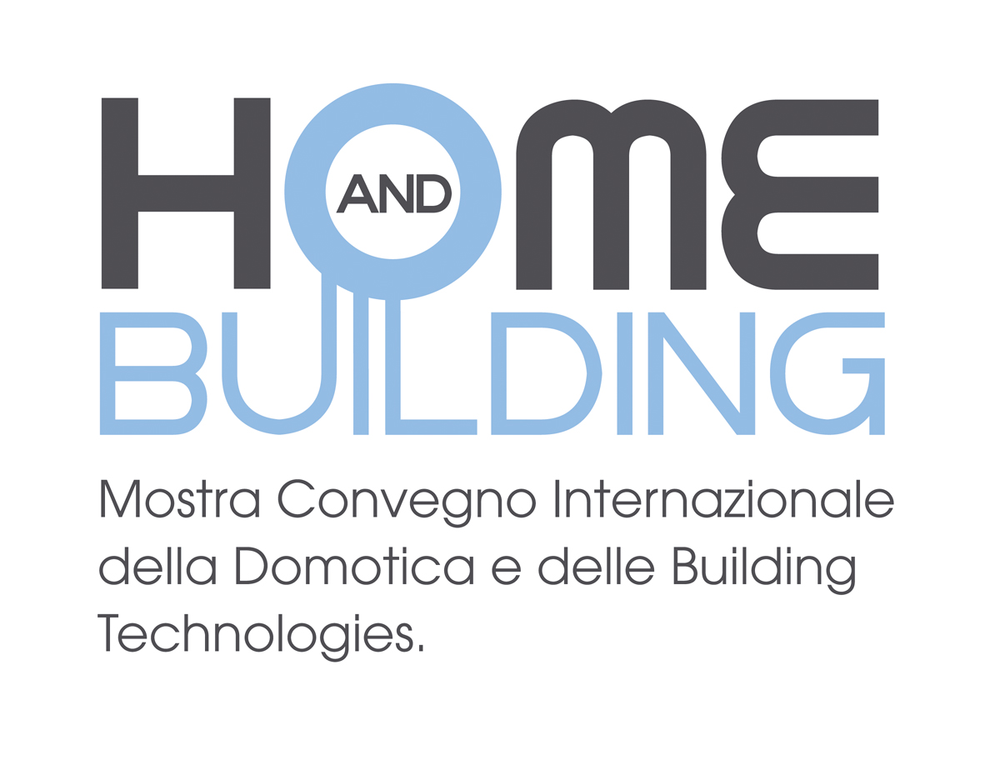 HOME
AND
BUILDING
Mostra Convegno Internazionale
della Domotica e delle Building
Technologies.